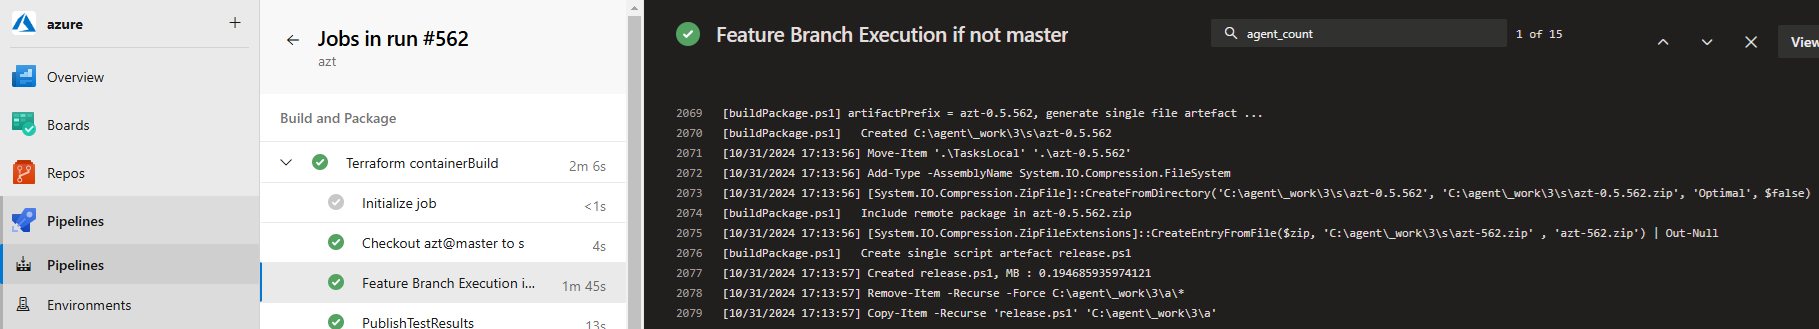 azure
+
Overview
Boards
Repos
Pipelines
Pipelines
Environments
Jobs in run #562
azt
Build and Package
Terraform containerBuild 2m 6s
Initialize job <1s
Checkout azt@master to s 4s
Feature Branch Execution i... 1m 45s
PublishTestResults 13s
Feature Branch Execution if not master
agent_count
1 of 15
View
2069 [buildPackage.ps1] artifactPrefix = azt-0.5.562, generate single file artefact ...
2070 [buildPackage.ps1]   Created C:\agent\_work\3\s\azt-0.5.562
2071 [10/31/2024 17:13:56] Move-Item '.\TasksLocal' '.\azt-0.5.562'
2072 [10/31/2024 17:13:56] Add-Type -AssemblyName System.IO.Compression.FileSystem
2073 [10/31/2024 17:13:56] [System.IO.Compression.ZipFile]::CreateFromDirectory('C:\agent\_work\3\s\azt-0.5.562', 'C:\agent\_work\3\s\azt-0.5.562.zip', 'Optimal', $false)
2074 [buildPackage.ps1]   Include remote package in azt-0.5.562.zip
2075 [10/31/2024 17:13:56] [System.IO.Compression.ZipFileExtensions]::CreateEntryFromFile($zip, 'C:\agent\_work\3\s\azt-562.zip' , 'azt-562.zip') | Out-Null
2076 [buildPackage.ps1]   Create single script artefact release.ps1
2077 [10/31/2024 17:13:57] Created release.ps1, MB : 0.194685935974121
2078 [10/31/2024 17:13:57] Remove-Item -Recurse -Force C:\agent\_work\3\a\*
2079 [10/31/2024 17:13:57] Copy-Item -Recurse 'release.ps1' 'C:\agent\_work\3\a'